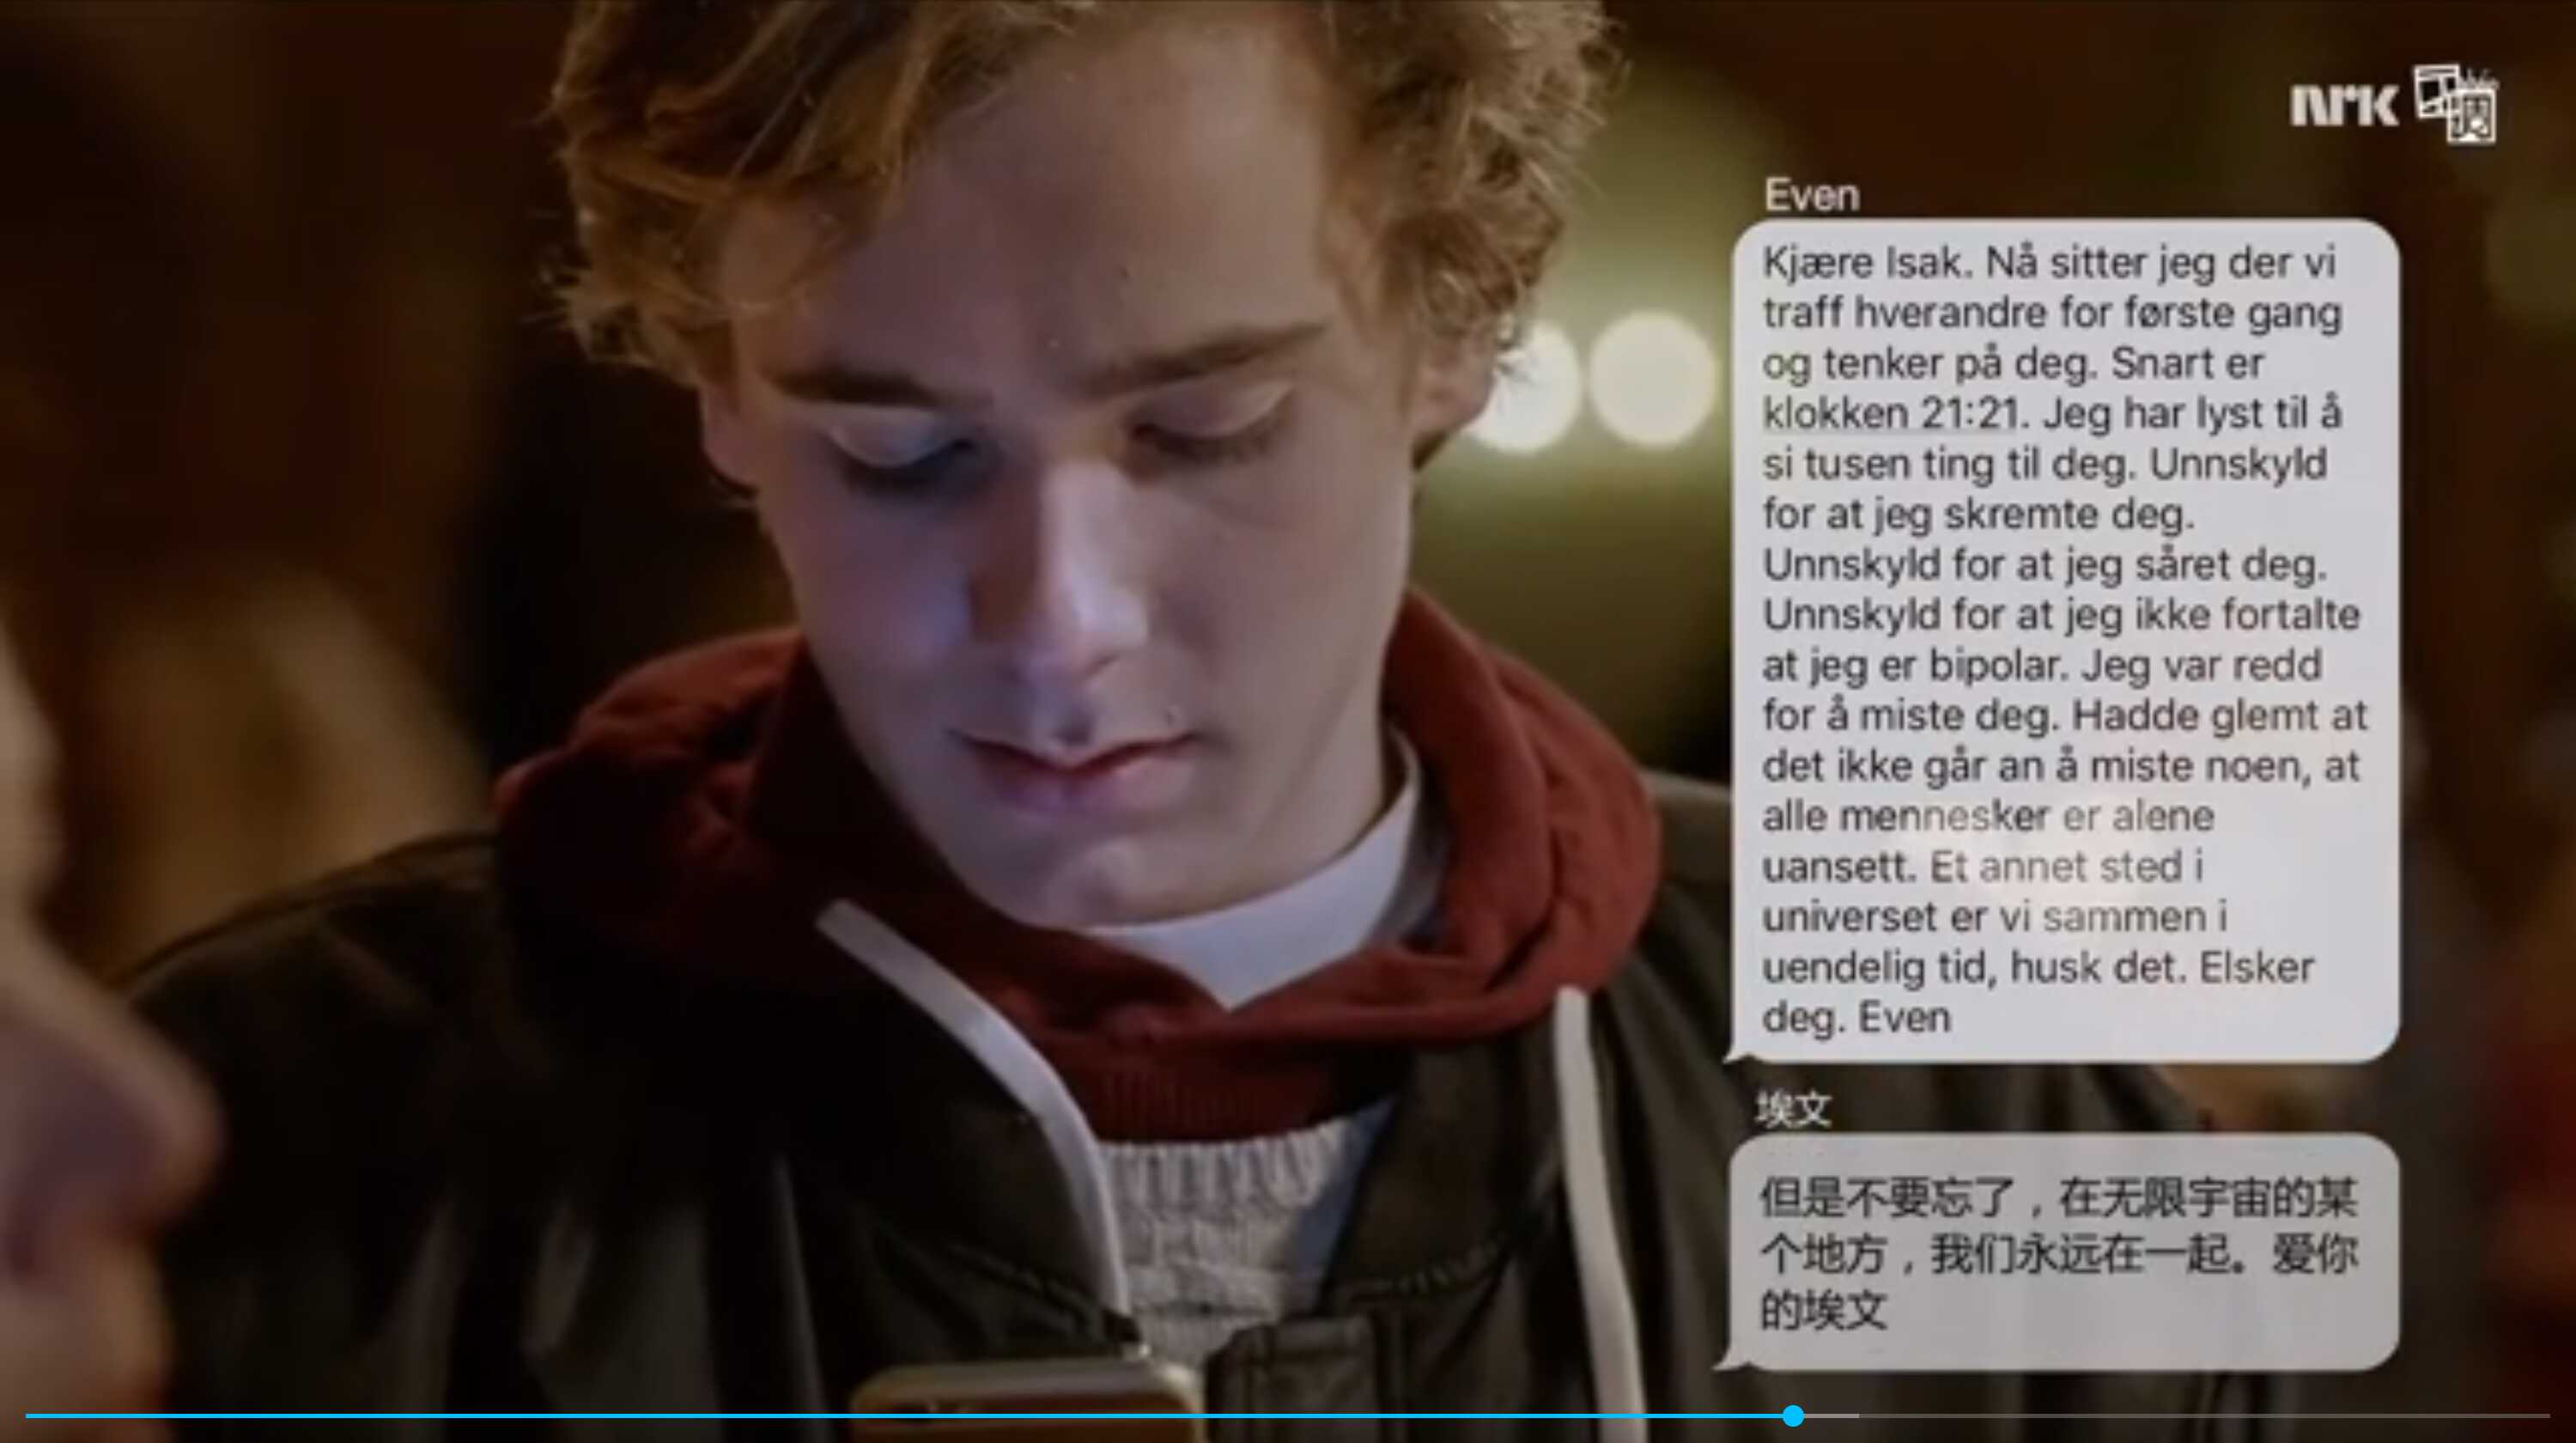 nrk
调
Even
Kjære Isak. Nå sitter jeg der vi
traff hverandre for første gang
og tenker på deg. Snart er
klokken 21:21. Jeg har lyst til å
si tusen ting til deg. Unnskyld
for at jeg skremte deg.
Unnskyld for at jeg såret deg.
Unnskyld for at jeg ikke fortalte
at jeg er bipolar. Jeg var redd
for å miste deg. Hadde glemt at
det ikke går an å miste noen, at
alle mennesker er alene
uansett. Et annet sted i
universet er vi sammen i
uendelig tid, husk det. Elsker
deg. Even
埃文
但是不要忘了，在无限宇宙的某
个地方，我们永远在一起。爱你
的埃文